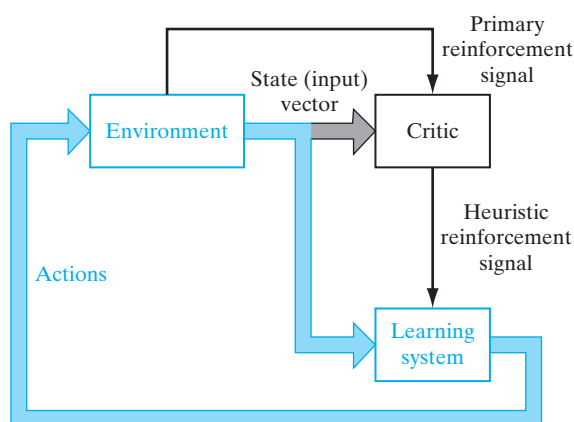 Primary
reinforcement
signal
State (input)
vector
Environment
Critic
Heuristic
reinforcement
signal
Actions
Learning
system